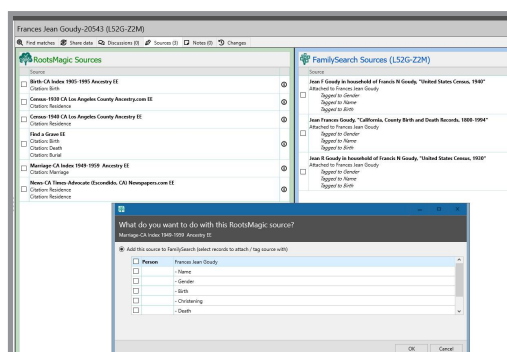 Frances Jean Goudy-20543 (L52G-Z2M)
Find matches Share data Discussions (0) Sources (3) Notes (0) Changes
RootsMagic Sources
Source
Birth-CA Index 1905-1995 Ancestry EE
Citation: Birth
Census-1930 CA Los Angeles County Ancestry.com EE
Citation: Residence
Census-1940 CA Los Angeles County Ancestry EE
Citation: Residence
Find a Grave EE
Citation: Birth
Citation: Death
Citation: Burial
Marriage-CA Index 1949-1959 Ancestry EE
Citation: Marriage
News-CA Times-Advocate (Escondido, CA) Newspapers.com EE
Citation: Residence
Citation: Residence
FamilySearch Sources (L52G-Z2M)
Source
Jean F Goudy in household of Francis N Goudy, "United States Census, 1940"
Attached to Frances Jean Goudy
Tagged to Gender
Tagged to Name
Tagged to Birth
Jean Frances Goudy, "California, County Birth and Death Records, 1800-1994"
Attached to Frances Jean Goudy
Tagged to Gender
Tagged to Name
Tagged to Birth
Jean R Goudy in household of Francis N Goudy, "United States Census, 1930"
Attached to Frances Jean Goudy
Tagged to Gender
Tagged to Name
Tagged to Birth
What do you want to do with this RootsMagic source?
Marriage-CA Index 1949-1959 Ancestry EE
Add this source to FamilySearch (select records to attach / tag source with)
Person Frances Jean Goudy
- Name
- Gender
- Birth
- Christening
- Death
OK Cancel